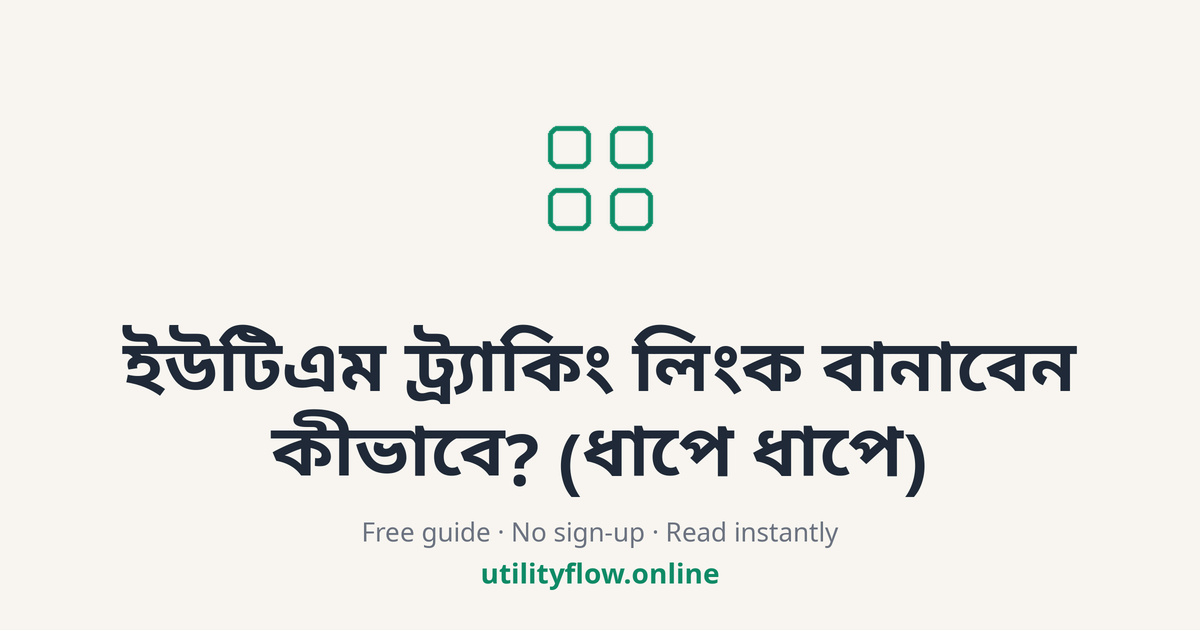 ইউটিএম ট্র্যাকিং লিংক বানাবেন
কীভাবে? (ধাপে ধাপে)
Free guide · No sign-up · Read instantly
utilityflow.online